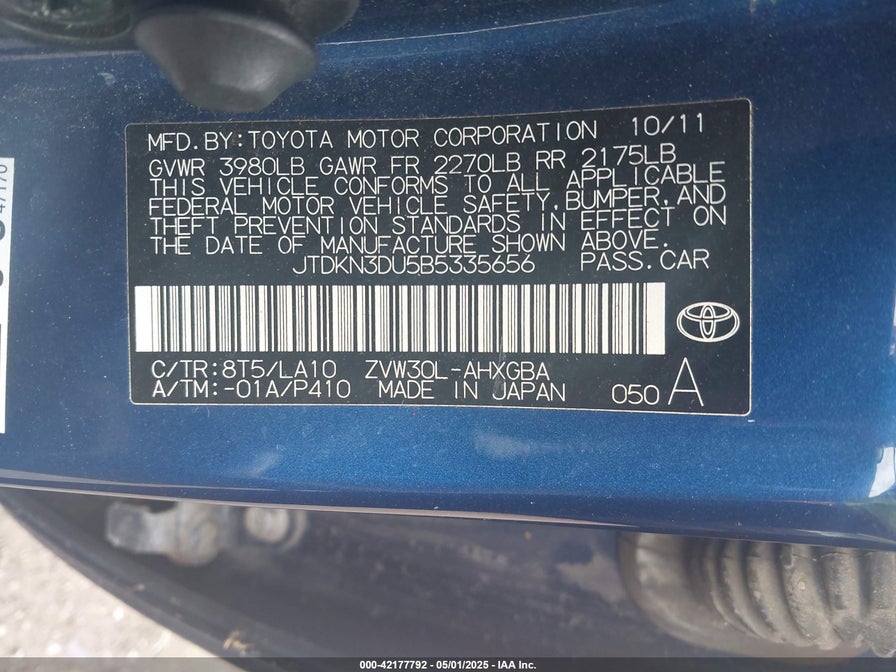 MFD.BY:TOYOTA MOTOR CORPORATION 10/11
GVWR 3980LB GAWR FR 2270LB RR 2175LB
THIS VEHICLE CONFORMS TO ALL APPLICABLE
FEDERAL MOTOR VEHICLE SAFETY,BUMPER,AND
THEFT PREVENTION STANDARDS IN EFFECT ON
THE DATE OF MANUFACTURE SHOWN ABOVE.
JTDKN3DU5B5335656 PASS.CAR
C/TR:8T5/LA10 ZVW30L-AHXGBA
A/TM:-01A/P410 MADE IN JAPAN 050 A
000-42177792 - 05/01/2025 - IAA Inc.